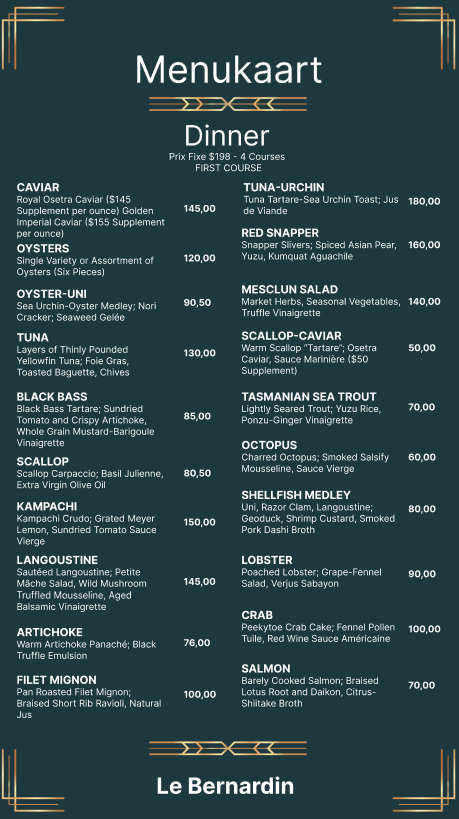 Menukaart
Dinner
Prix Fixe $198 - 4 Courses
FIRST COURSE
CAVIAR
Royal Osetra Caviar ($145
Supplement per ounce) Golden
Imperial Caviar ($155 Supplement
per ounce)
145,00
OYSTERS
Single Variety or Assortment of
Oysters (Six Pieces)
120,00
OYSTER-UNI
Sea Urchin-Oyster Medley; Nori
Cracker; Seaweed Gelée
90,50
TUNA
Layers of Thinly Pounded
Yellowfin Tuna; Foie Gras,
Toasted Baguette, Chives
130,00
BLACK BASS
Black Bass Tartare; Sundried
Tomato and Crispy Artichoke,
Whole Grain Mustard-Barigoule
Vinaigrette
85,00
SCALLOP
Scallop Carpaccio; Basil Julienne,
Extra Virgin Olive Oil
80,50
KAMPACHI
Kampachi Crudo; Grated Meyer
Lemon, Sundried Tomato Sauce
Vierge
150,00
LANGOUSTINE
Sautéed Langoustine; Petite
Mâche Salad, Wild Mushroom
Truffled Mousseline, Aged
Balsamic Vinaigrette
145,00
ARTICHOKE
Warm Artichoke Panaché; Black
Truffle Emulsion
76,00
FILET MIGNON
Pan Roasted Filet Mignon;
Braised Short Rib Ravioli, Natural
Jus
100,00
TUNA-URCHIN
Tuna Tartare-Sea Urchin Toast; Jus
de Viande
180,00
RED SNAPPER
Snapper Slivers; Spiced Asian Pear,
Yuzu, Kumquat Aguachile
160,00
MESCLUN SALAD
Market Herbs, Seasonal Vegetables,
Truffle Vinaigrette
140,00
SCALLOP-CAVIAR
Warm Scallop “Tartare”; Osetra
Caviar, Sauce Marinière ($50
Supplement)
50,00
TASMANIAN SEA TROUT
Lightly Seared Trout; Yuzu Rice,
Ponzu-Ginger Vinaigrette
70,00
OCTOPUS
Charred Octopus; Smoked Salsify
Mousseline, Sauce Vierge
60,00
SHELLFISH MEDLEY
Uni, Razor Clam, Langoustine;
Geoduck, Shrimp Custard, Smoked
Pork Dashi Broth
80,00
LOBSTER
Poached Lobster; Grape-Fennel
Salad, Verjus Sabayon
90,00
CRAB
Peekytoe Crab Cake; Fennel Pollen
Tuile, Red Wine Sauce Américaine
100,00
SALMON
Barely Cooked Salmon; Braised
Lotus Root and Daikon, Citrus-
Shiitake Broth
70,00
Le Bernardin